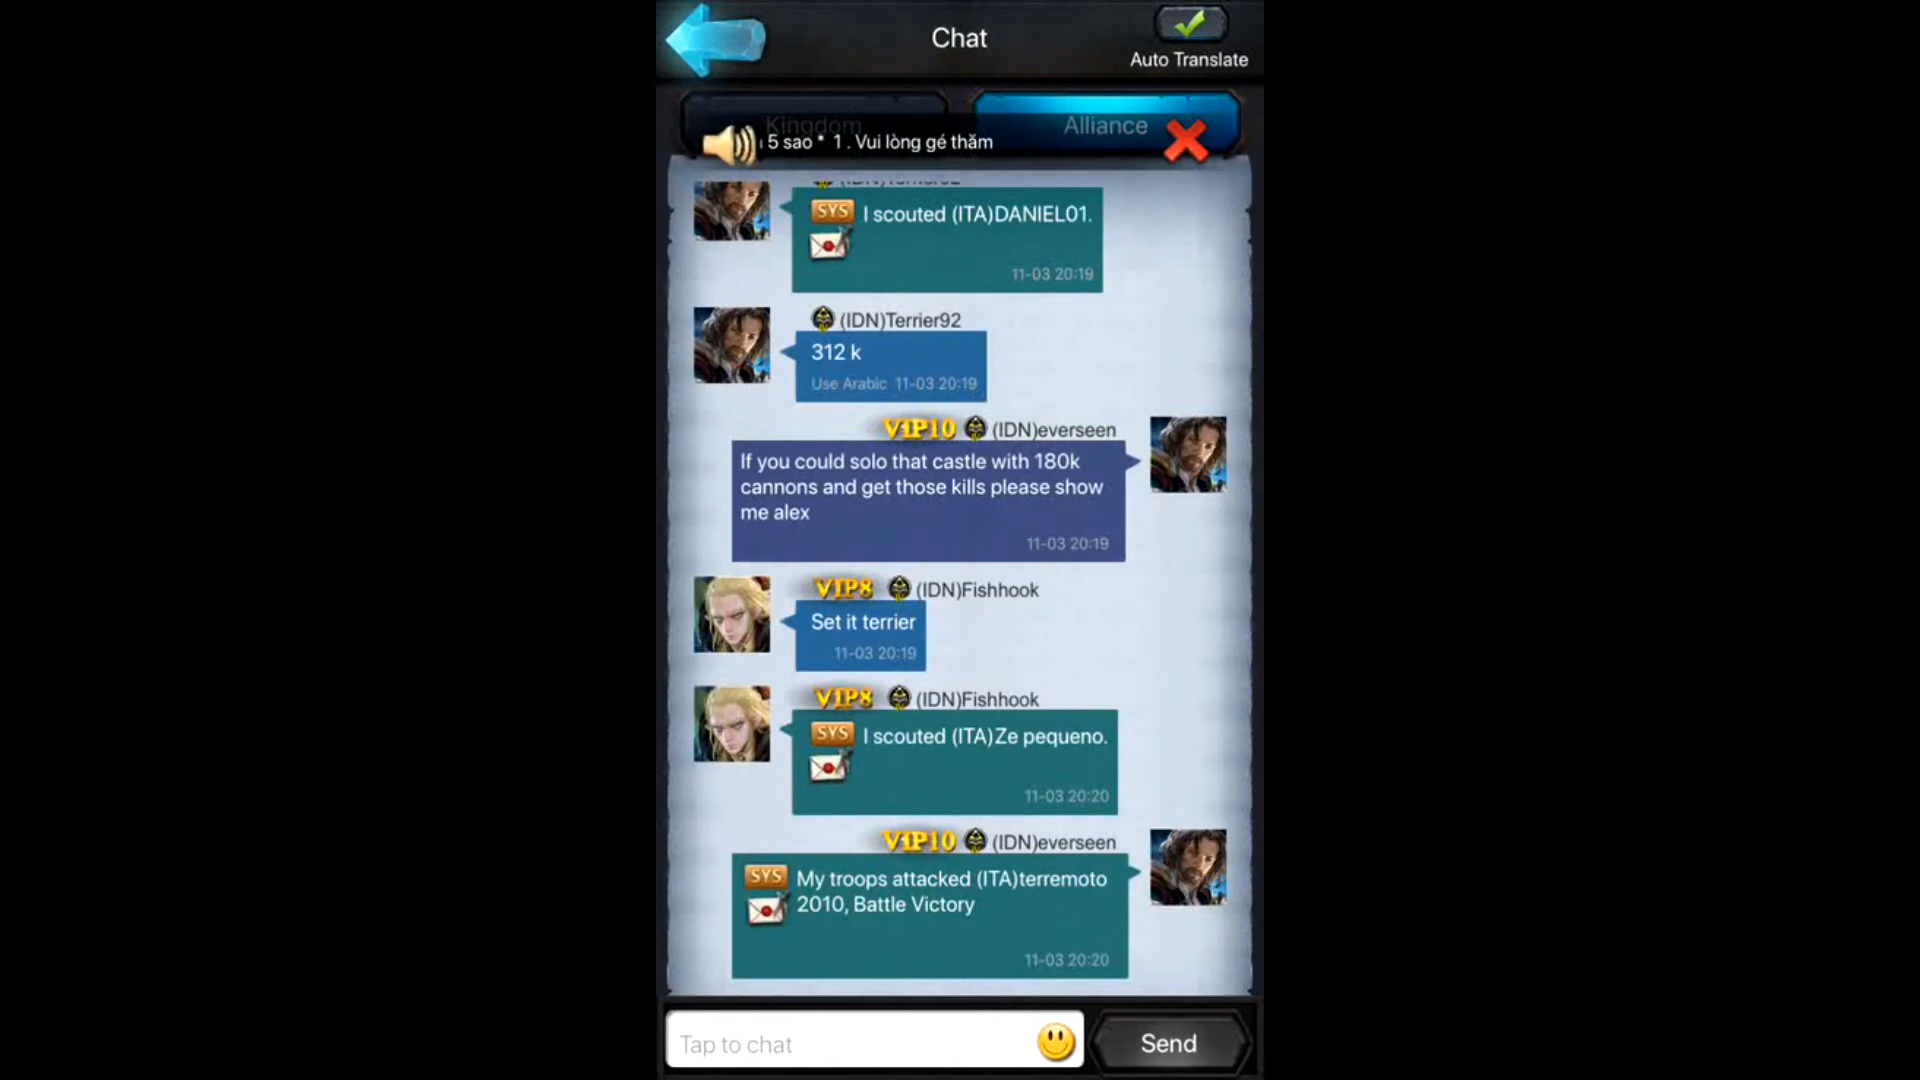 Chat
Auto Translate
Kingdom
Alliance
5 sao * 1 . Vui lòng gé thăm
(IDN)Terrier92
SYS I scouted (ITA)DANIEL01.
11-03 20:19
(IDN)Terrier92
312 k
Use Arabic 11-03 20:19
VIP10 (IDN)everseen
If you could solo that castle with 180k
cannons and get those kills please show
me alex
11-03 20:19
VIP8 (IDN)Fishhook
Set it terrier
11-03 20:19
VIP8 (IDN)Fishhook
SYS I scouted (ITA)Ze pequeno.
11-03 20:20
VIP10 (IDN)everseen
SYS My troops attacked (ITA)terremoto
2010, Battle Victory
11-03 20:20
Tap to chat
Send